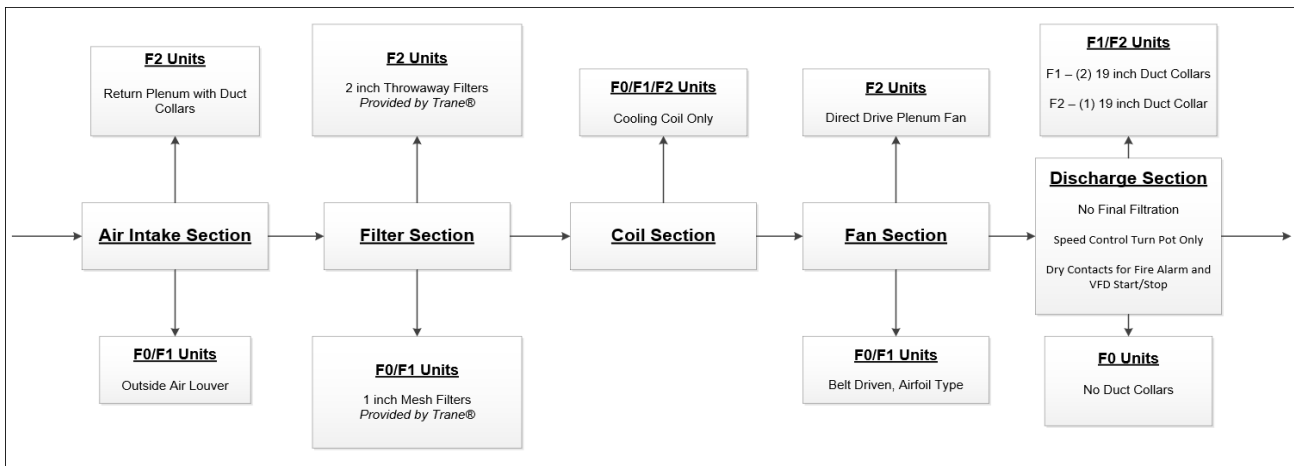 F2 Units
Return Plenum with Duct
Collars
F2 Units
2 inch Throwaway Filters
Provided by Trane®
F0/F1/F2 Units
Cooling Coil Only
F2 Units
Direct Drive Plenum Fan
F1/F2 Units
F1 – (2) 19 inch Duct Collars
F2 – (1) 19 inch Duct Collar
Air Intake Section
Filter Section
Coil Section
Fan Section
Discharge Section
No Final Filtration
Speed Control Turn Pot Only
Dry Contacts for Fire Alarm and
VFD Start/Stop
F0/F1 Units
Outside Air Louver
F0/F1 Units
1 inch Mesh Filters
Provided by Trane®
F0/F1 Units
Belt Driven, Airfoil Type
F0 Units
No Duct Collars